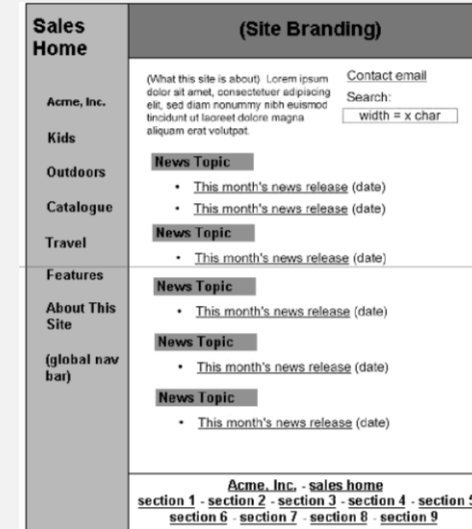 Sales
Home
(Site Branding)
Acme, Inc.
Kids
Outdoors
Catalogue
Travel
Features
About This
Site
(global nav
bar)
(What this site is about) Lorem ipsum
dolor sit amet, consectetuer adipiscing
elit, sed diam nonummy nibh euismod
tincidunt ut laoreet dolore magna
aliquam erat volutpat.
Contact email
Search:
width = x char
News Topic
• This month's news release (date)
• This month's news release (date)
News Topic
• This month's news release (date)
News Topic
• This month's news release (date)
News Topic
• This month's news release (date)
News Topic
• This month's news release (date)
Acme, Inc. - sales home
section 1 - section 2 - section 3 - section 4 - section 5
section 6 - section 7 - section 8 - section 9